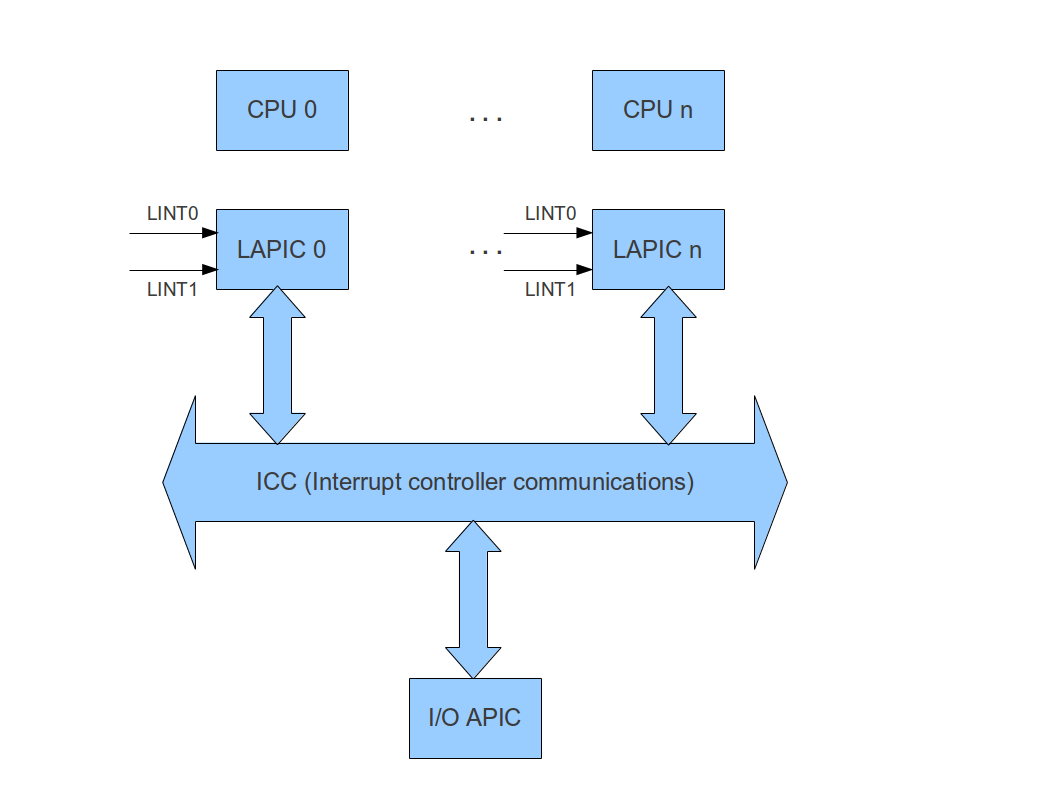 CPU 0
. . .
CPU n
LINT0
LAPIC 0
LINT1
. . .
LINT0
LAPIC n
LINT1
ICC (Interrupt controller communications)
I/O APIC